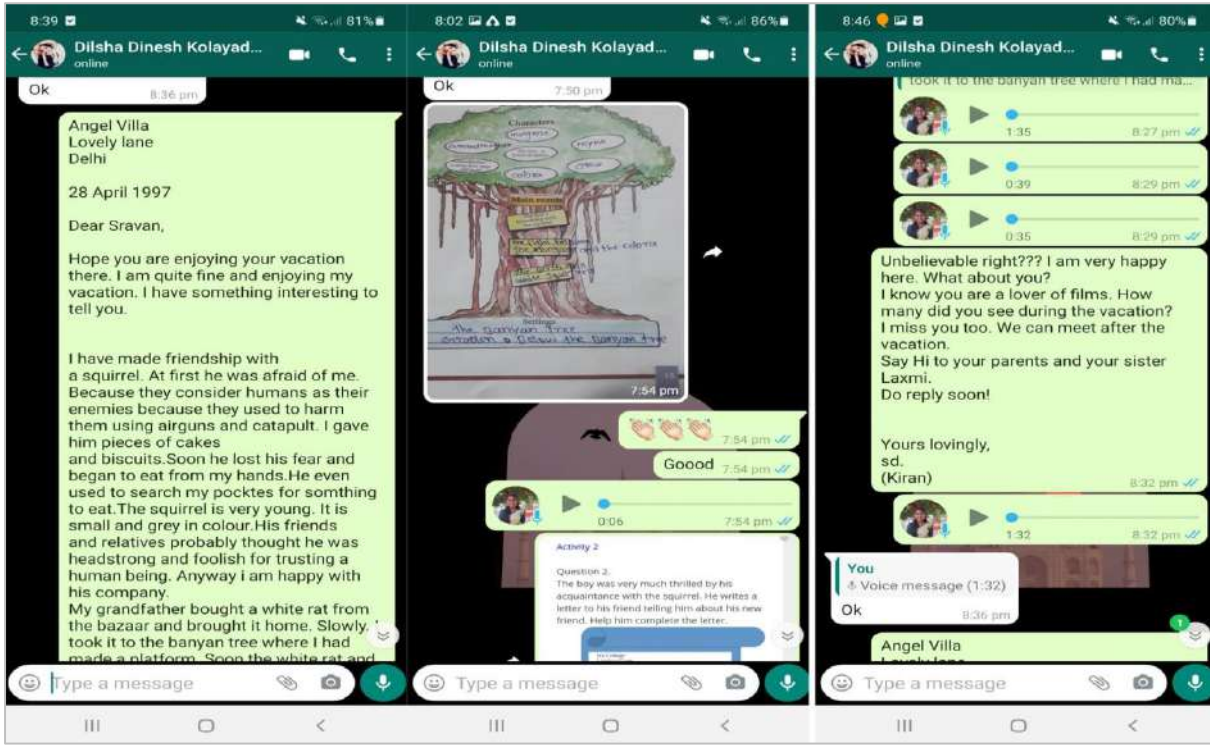 8:39
81%
Dilsha Dinesh Kolayad...
online
Ok
8:36 pm
Angel Villa
Lovely lane
Delhi
28 April 1997
Dear Sravan,
Hope you are enjoying your vacation
there. I am quite fine and enjoying my
vacation. I have something interesting to
tell you.
I have made friendship with
a squirrel. At first he was afraid of me.
Because they consider humans as their
enemies because they used to harm
them using airguns and catapult. I gave
him pieces of cakes
and biscuits.Soon he lost his fear and
began to eat from my hands.He even
used to search my pocktes for somthing
to eat.The squirrel is very young. It is
small and grey in colour.His friends
and relatives probably thought he was
headstrong and foolish for trusting a
human being. Anyway i am happy with
his company.
My grandfather bought a white rat from
the bazaar and brought it home. Slowly,
took it to the banyan tree where I had
made a platform. Soon the white rat and
Type a message
8:02
86%
Dilsha Dinesh Kolayad...
online
Ok
7:50 pm
Characters
mongoose
cobra
Main events
and the cobra
Settings
The Banyan Tree
Below the Banyan tree
7:54 pm
7:54 pm
Goood 7:54 pm
0:06
7:54 pm
Activity 2
Question 2.
The boy was very much thrilled by his
acquaintance with the squirrel. He writes a
letter to his friend telling him about his new
friend. Help him complete the letter.
Type a message
8:46
80%
Dilsha Dinesh Kolayad...
online
took it to the banyan tree where I had ma...
1:35
8:27 pm
0:39
8:29 pm
0:35
8:29 pm
Unbelievable right??? I am very happy
here. What about you?
I know you are a lover of films. How
many did you see during the vacation?
I miss you too. We can meet after the
vacation.
Say Hi to your parents and your sister
Laxmi.
Do reply soon!
Yours lovingly,
sd.
(Kiran)
8:32 pm
1:32
8:32 pm
You
Voice message (1:32)
Ok
8:36 pm
1
Angel Villa
Lovely lane
Type a message